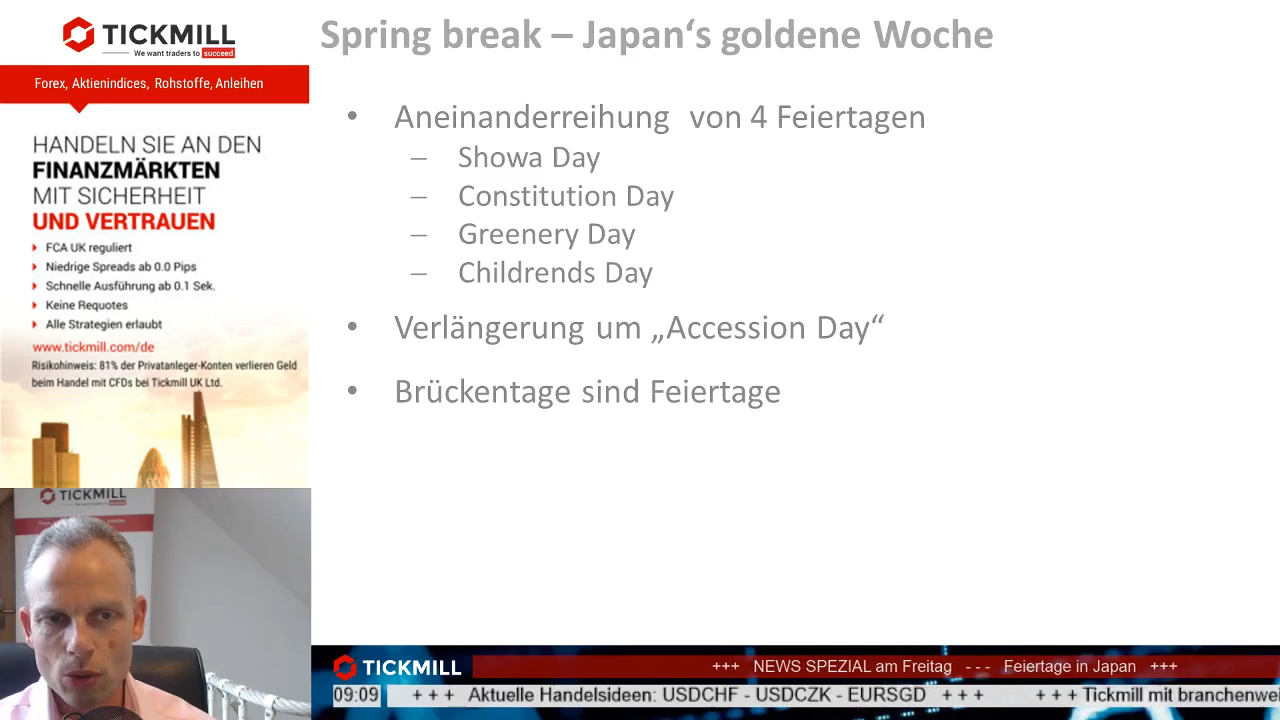 TICKMILL
We want traders to succeed
Forex, Aktienindices, Rohstoffe, Anleihen
HANDELN SIE AN DEN
FINANZMÄRKTEN
MIT SICHERHEIT
UND VERTRAUEN
FCA UK reguliert
Niedrige Spreads ab 0.0 Pips
Schnelle Ausführung ab 0.1 Sek.
Keine Requotes
Alle Strategien erlaubt
www.tickmill.com/de
Risikohinweis: 81% der Privatanleger-Konten verlieren Geld
beim Handel mit CFDs bei Tickmill UK Ltd.
TICKMILL
Spring break – Japan‘s goldene Woche
• Aneinanderreihung von 4 Feiertagen
– Showa Day
– Constitution Day
– Greenery Day
– Childrends Day
• Verlängerung um „Accession Day“
• Brückentage sind Feiertage
TICKMILL +++ NEWS SPEZIAL am Freitag --- Feiertage in Japan +++
09:09 +++ Aktuelle Handelsideen: USDCHF - USDCZK - EURSGD +++ +++ Tickmill mit branchenwei